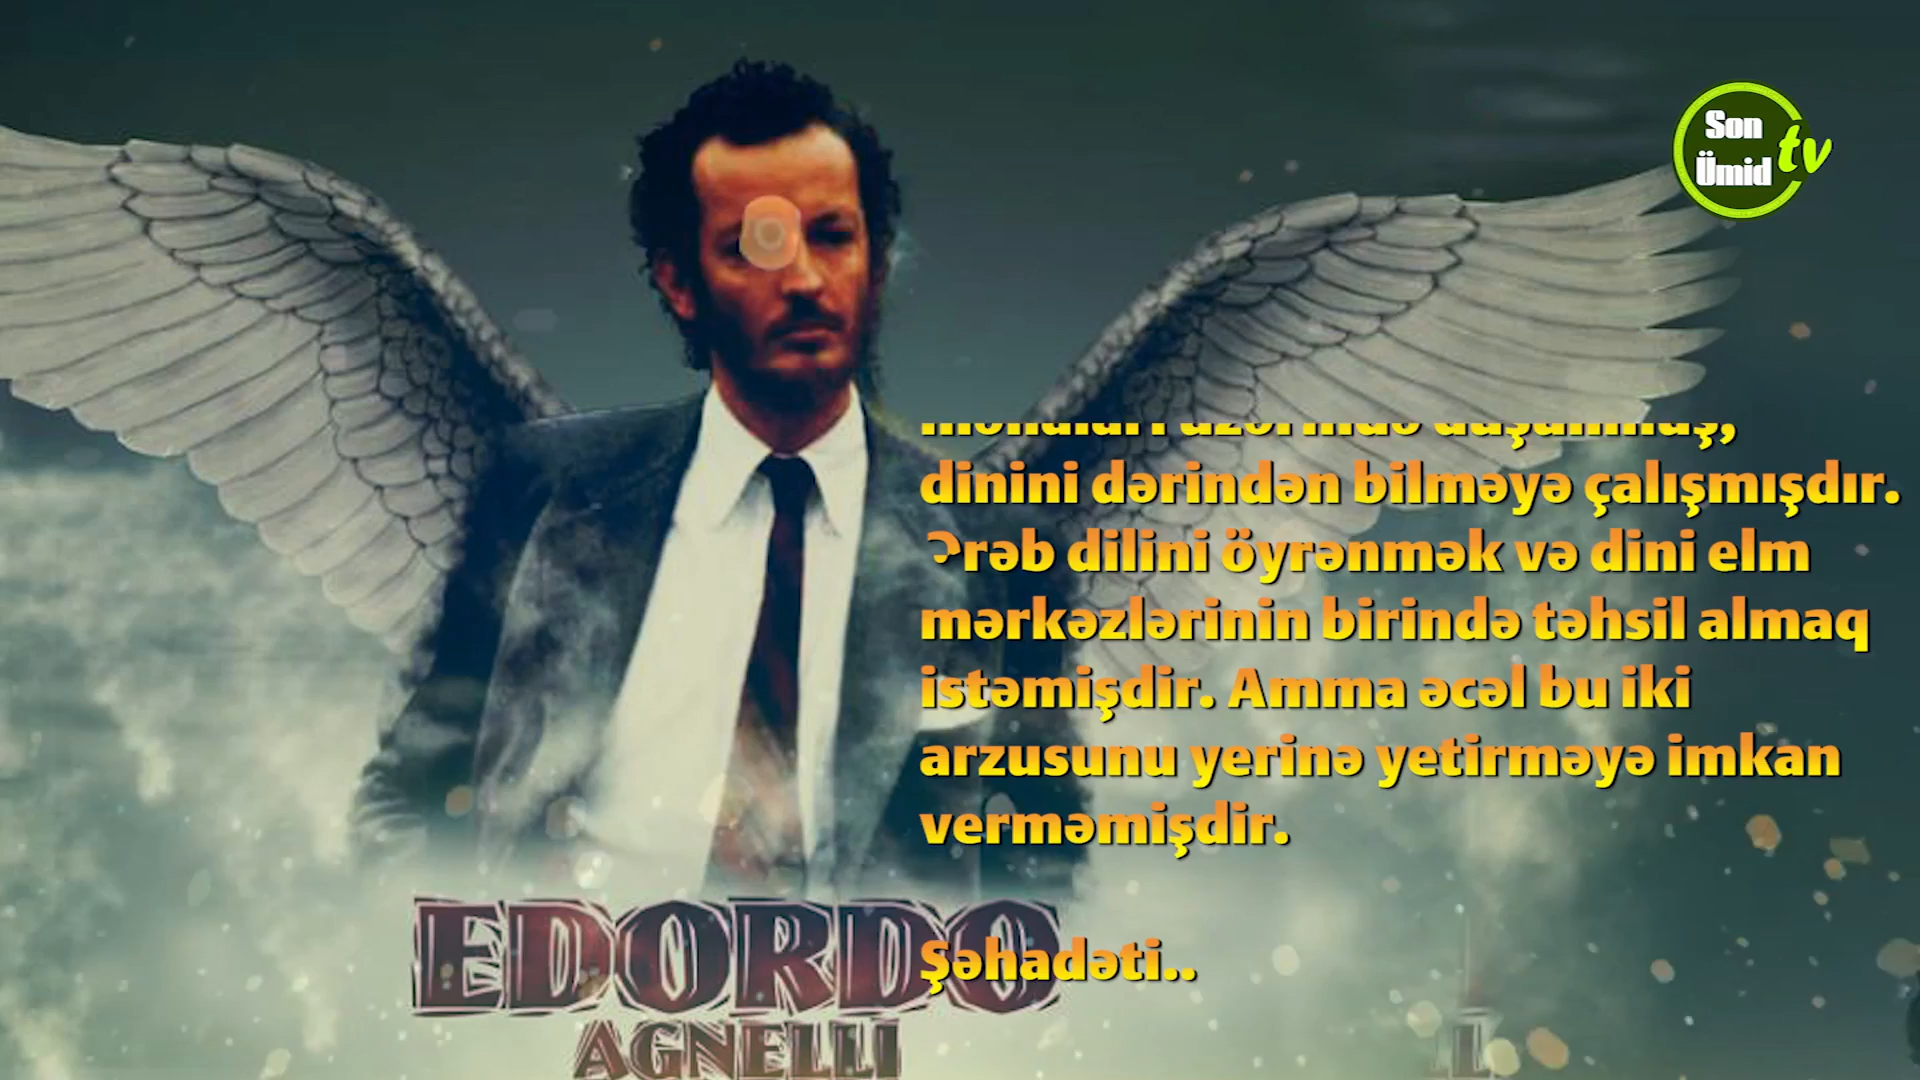 Son
Ümid tv
dinini dərindən bilməyə çalışmışdır.
Ərəb dilini öyrənmək və dini elm
mərkəzlərinin birində təhsil almaq
istəmişdir. Amma əcəl bu iki
arzusunu yerinə yetirməyə imkan
verməmişdir.
Şəhadəti..
EDORDO
AGNELLI